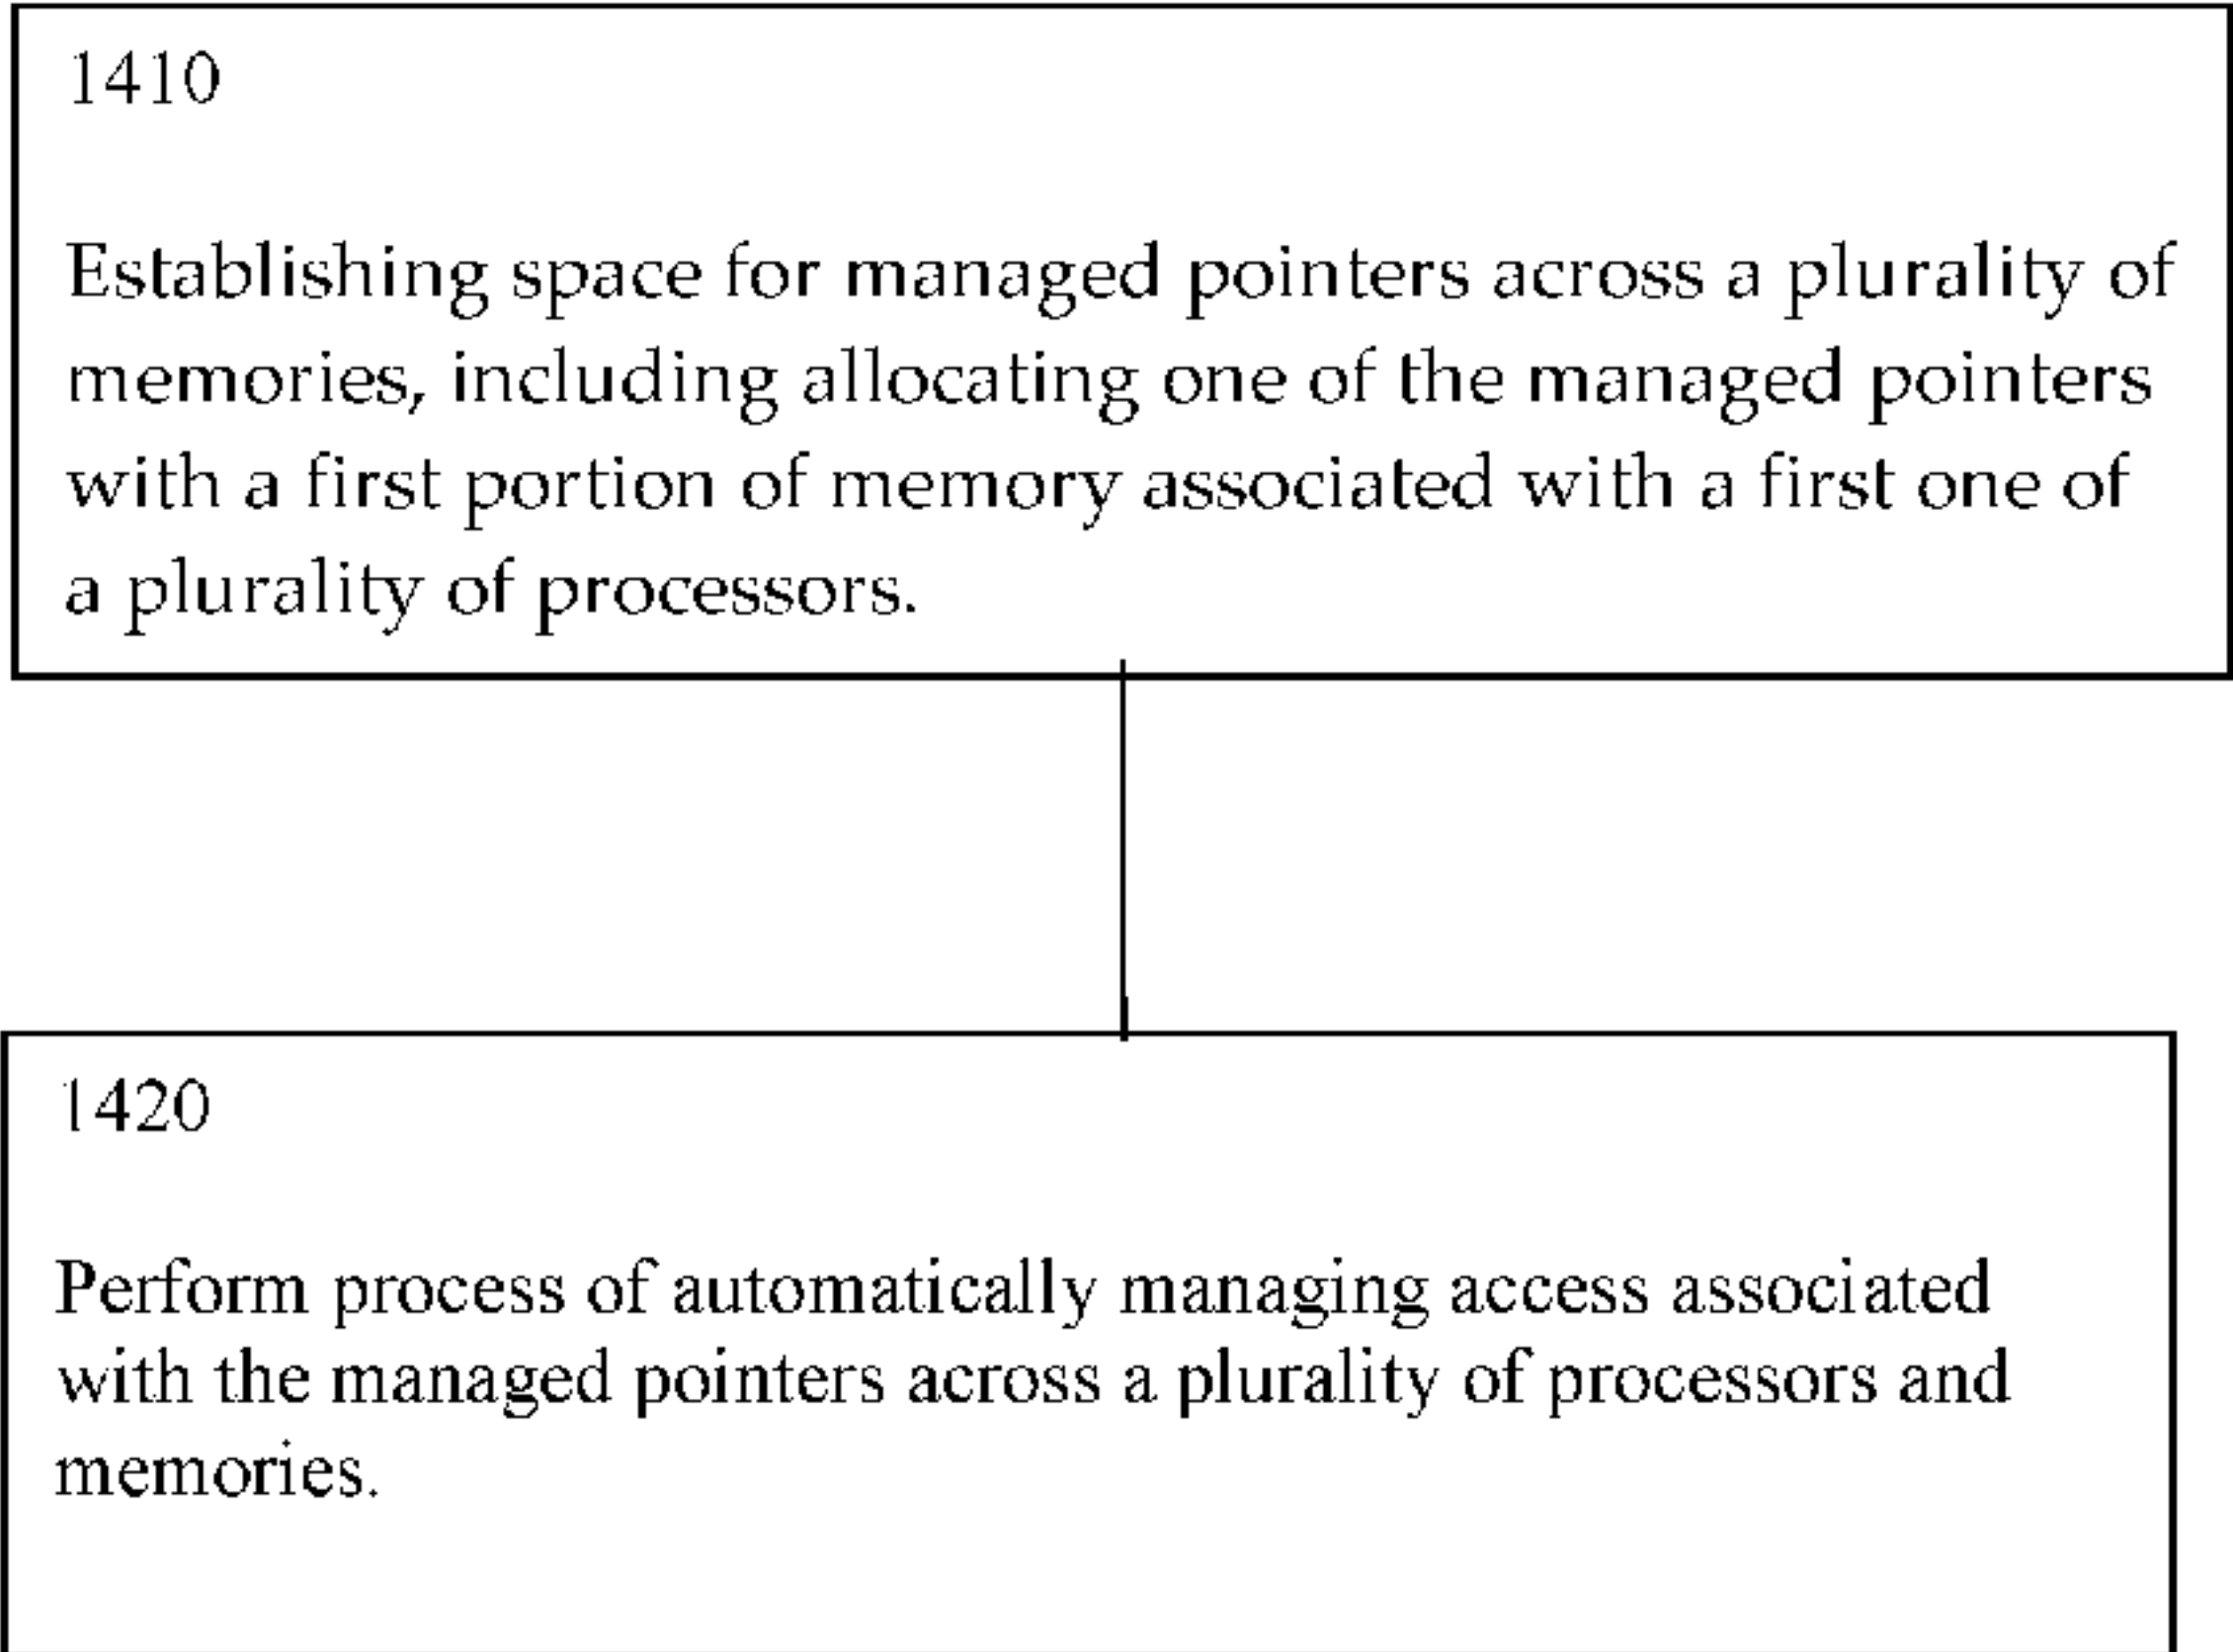 1410
Establishing space for managed pointers across a plurality of
memories, including allocating one of the managed pointers
with a first portion of memory associated with a first one of
a plurality of processors.
1420
Perform process of automatically managing access associated
with the managed pointers across a plurality of processors and
memories.